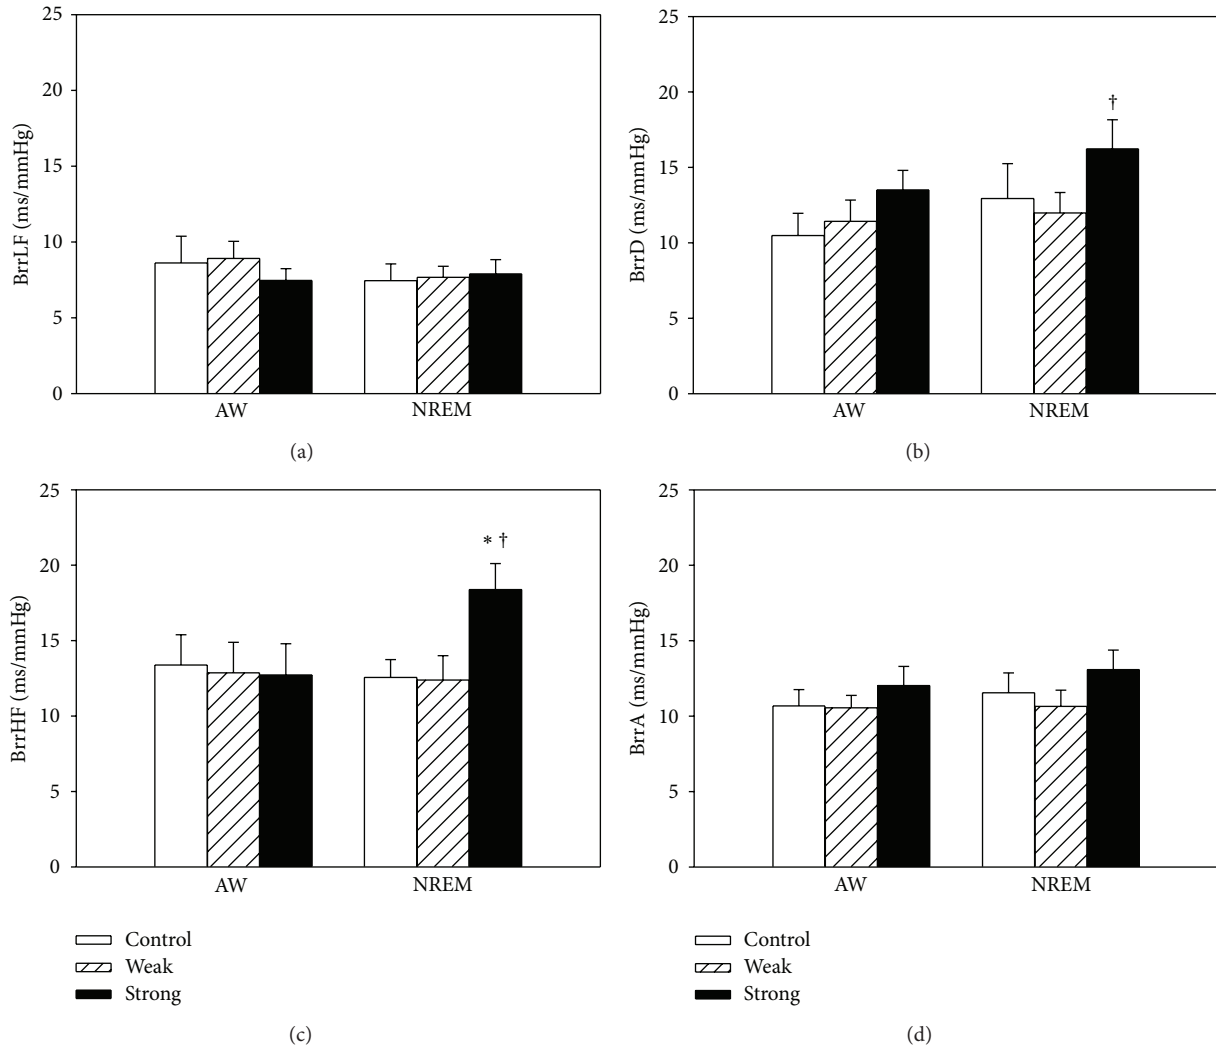 25
20
15
10
5
0
BrrLF (ms/mmHg)
AW
NREM
(a)
25
20
15
10
5
0
BrrD (ms/mmHg)
†
AW
NREM
(b)
25
20
15
10
5
0
BrrHF (ms/mmHg)
* †
AW
NREM
Control
Weak
Strong
(c)
25
20
15
10
5
0
BrrA (ms/mmHg)
AW
NREM
Control
Weak
Strong
(d)